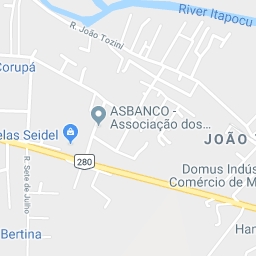 River Itapocu
R. João Tozini
Corupá
ASBANCO -
Associação dos...
elas Seidel
JOÃO
280
Domus Indús
Comércio de M
R. Sete de Julho
Bertina
Han